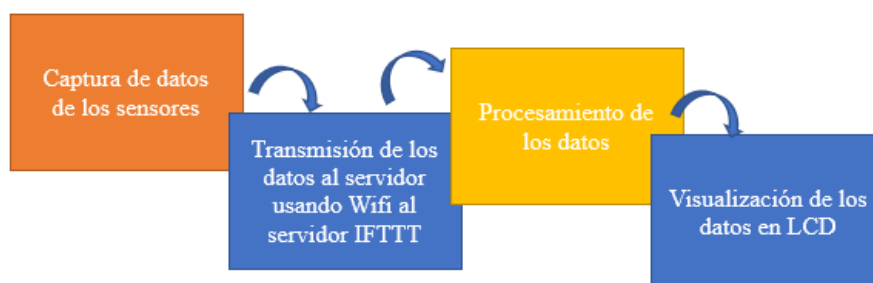 Captura de datos
de los sensores
Transmisión de los
datos al servidor
usando Wifi al
servidor IFTTT
Procesamiento de
los datos
Visualización de los
datos en LCD